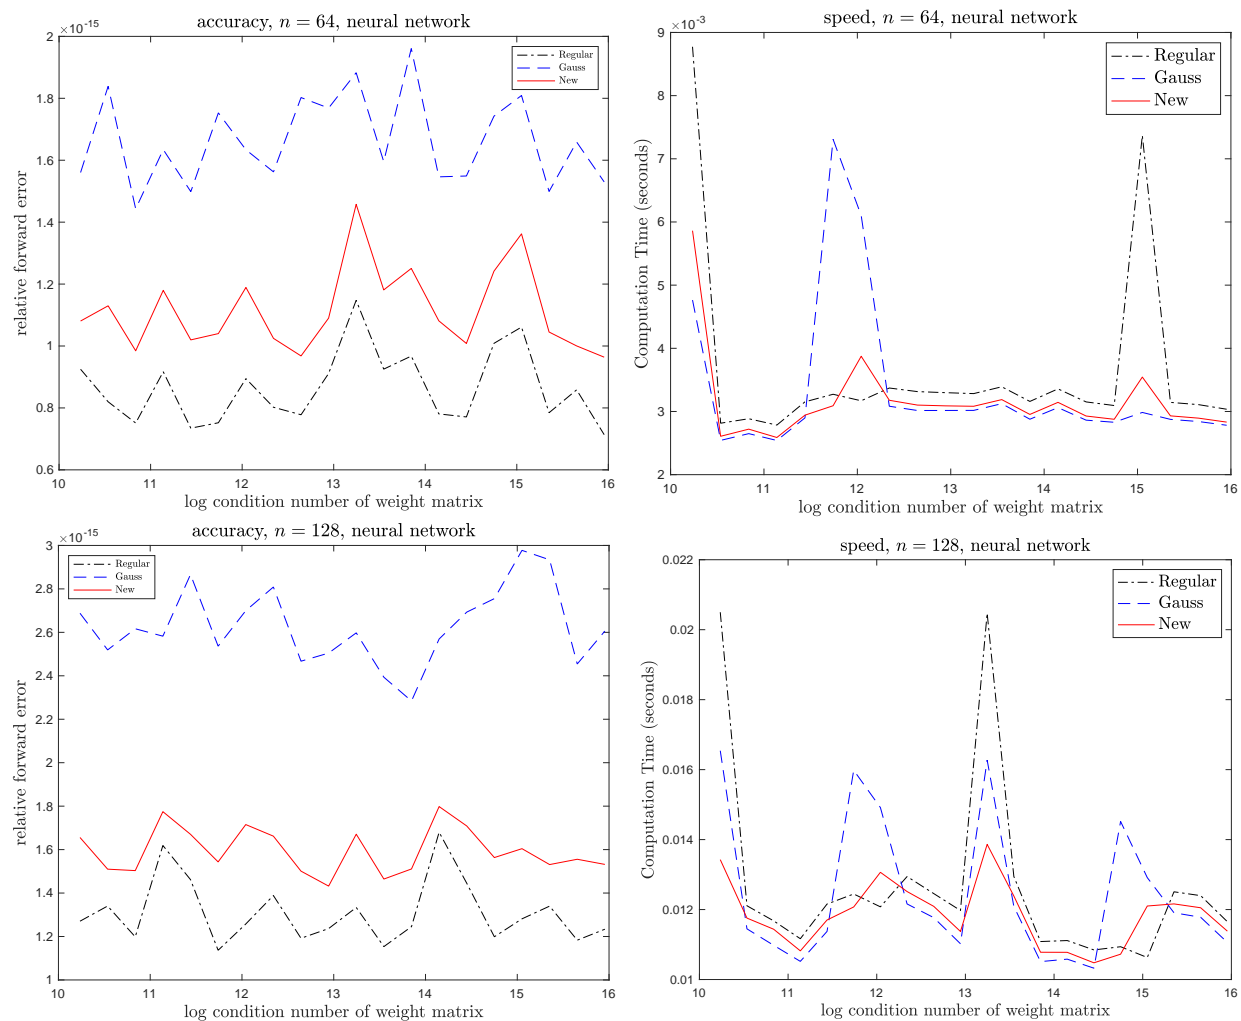 accuracy, n = 64, neural network
×10-15
2
1.8
1.6
1.4
1.2
1
0.8
0.6
relative forward error
Regular
Gauss
New
10 11 12 13 14 15 16
log condition number of weight matrix
speed, n = 64, neural network
×10-3
9
8
7
6
5
4
3
2
Computation Time (seconds)
Regular
Gauss
New
10 11 12 13 14 15 16
log condition number of weight matrix
accuracy, n = 128, neural network
×10-15
3
2.8
2.6
2.4
2.2
2
1.8
1.6
1.4
1.2
1
relative forward error
Regular
Gauss
New
10 11 12 13 14 15 16
log condition number of weight matrix
speed, n = 128, neural network
0.022
0.02
0.018
0.016
0.014
0.012
0.01
Computation Time (seconds)
Regular
Gauss
New
10 11 12 13 14 15 16
log condition number of weight matrix